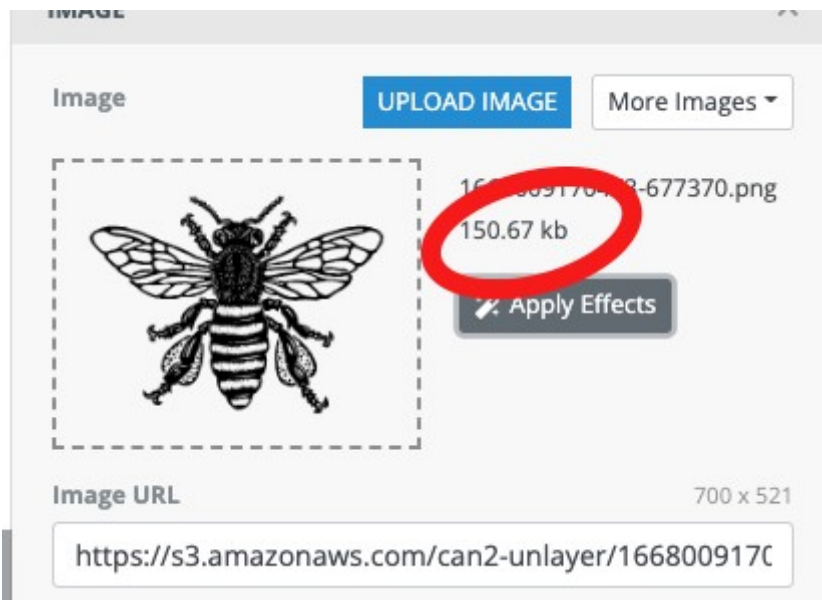 IMAGE
Image
UPLOAD IMAGE
More Images
-677370.png
150.67 kb
Apply Effects
Image URL
700 x 521
https://s3.amazonaws.com/can2-unlayer/166800917